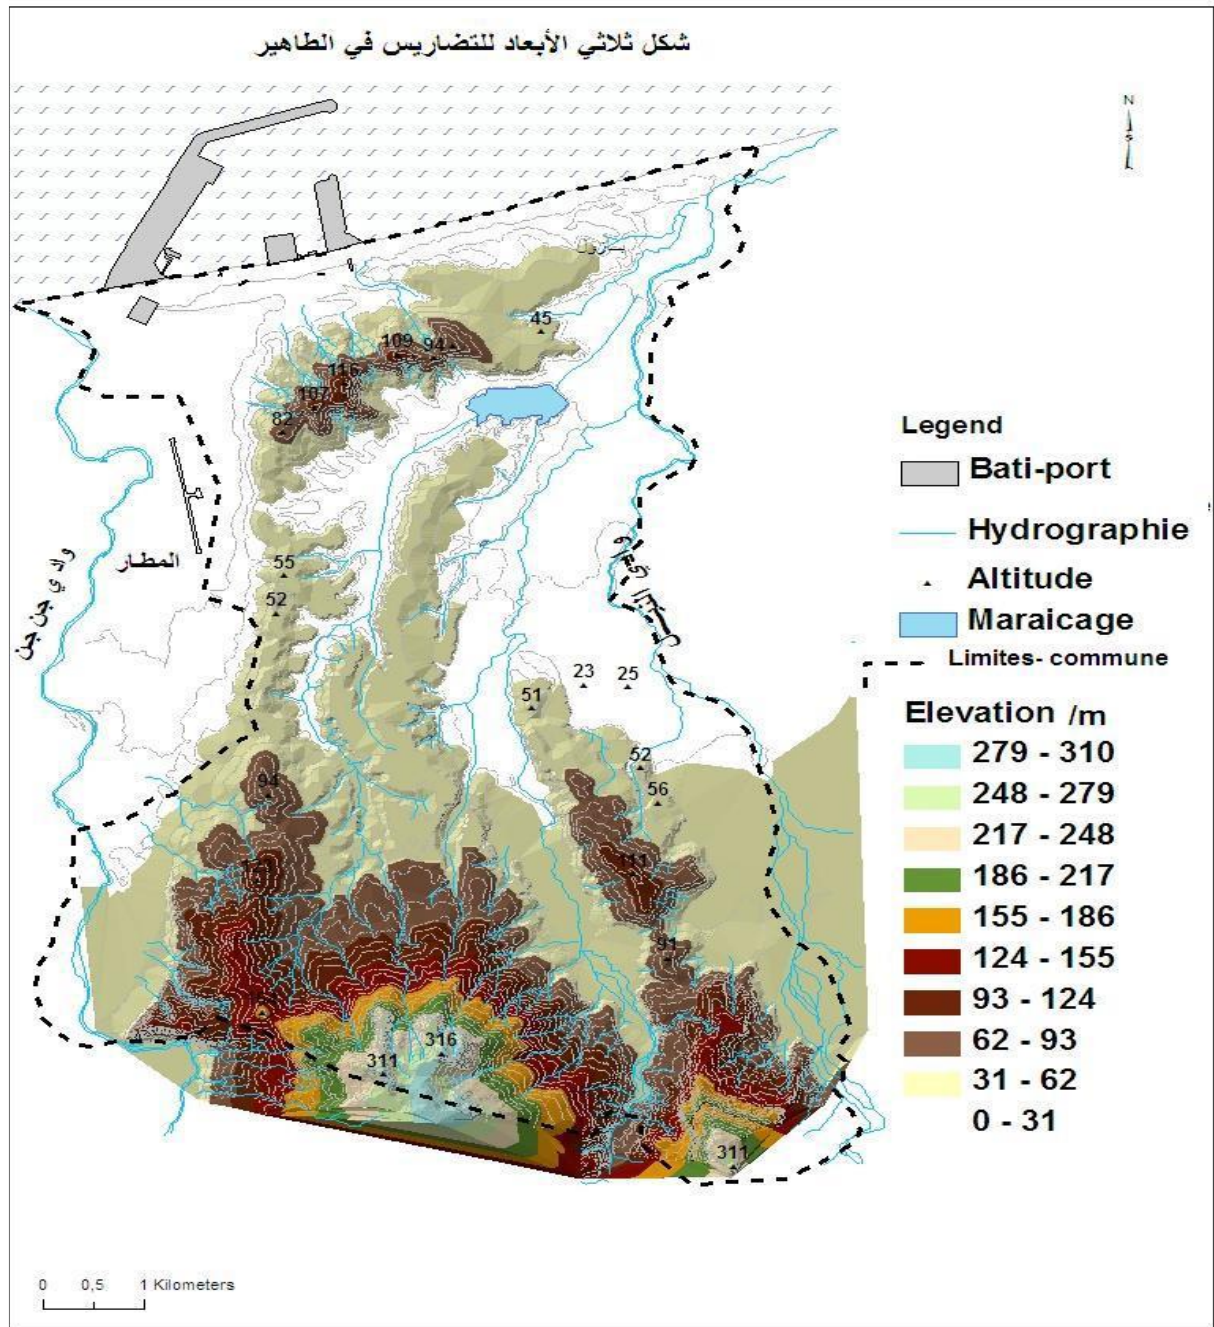 شكل ثلاثي الأبعاد للتضاريس في الطاهير
N
45
109
94
116
107
82
55
52
المطار
واد ي جن جن
23
25
51
52
56
94
111
91
316
311
311
Legend
Bati-port
Hydrographie
Altitude
Maraicage
Limites- commune
Elevation /m
279 - 310
248 - 279
217 - 248
186 - 217
155 - 186
124 - 155
93 - 124
62 - 93
31 - 62
0 - 31
0 0,5 1 Kilometers